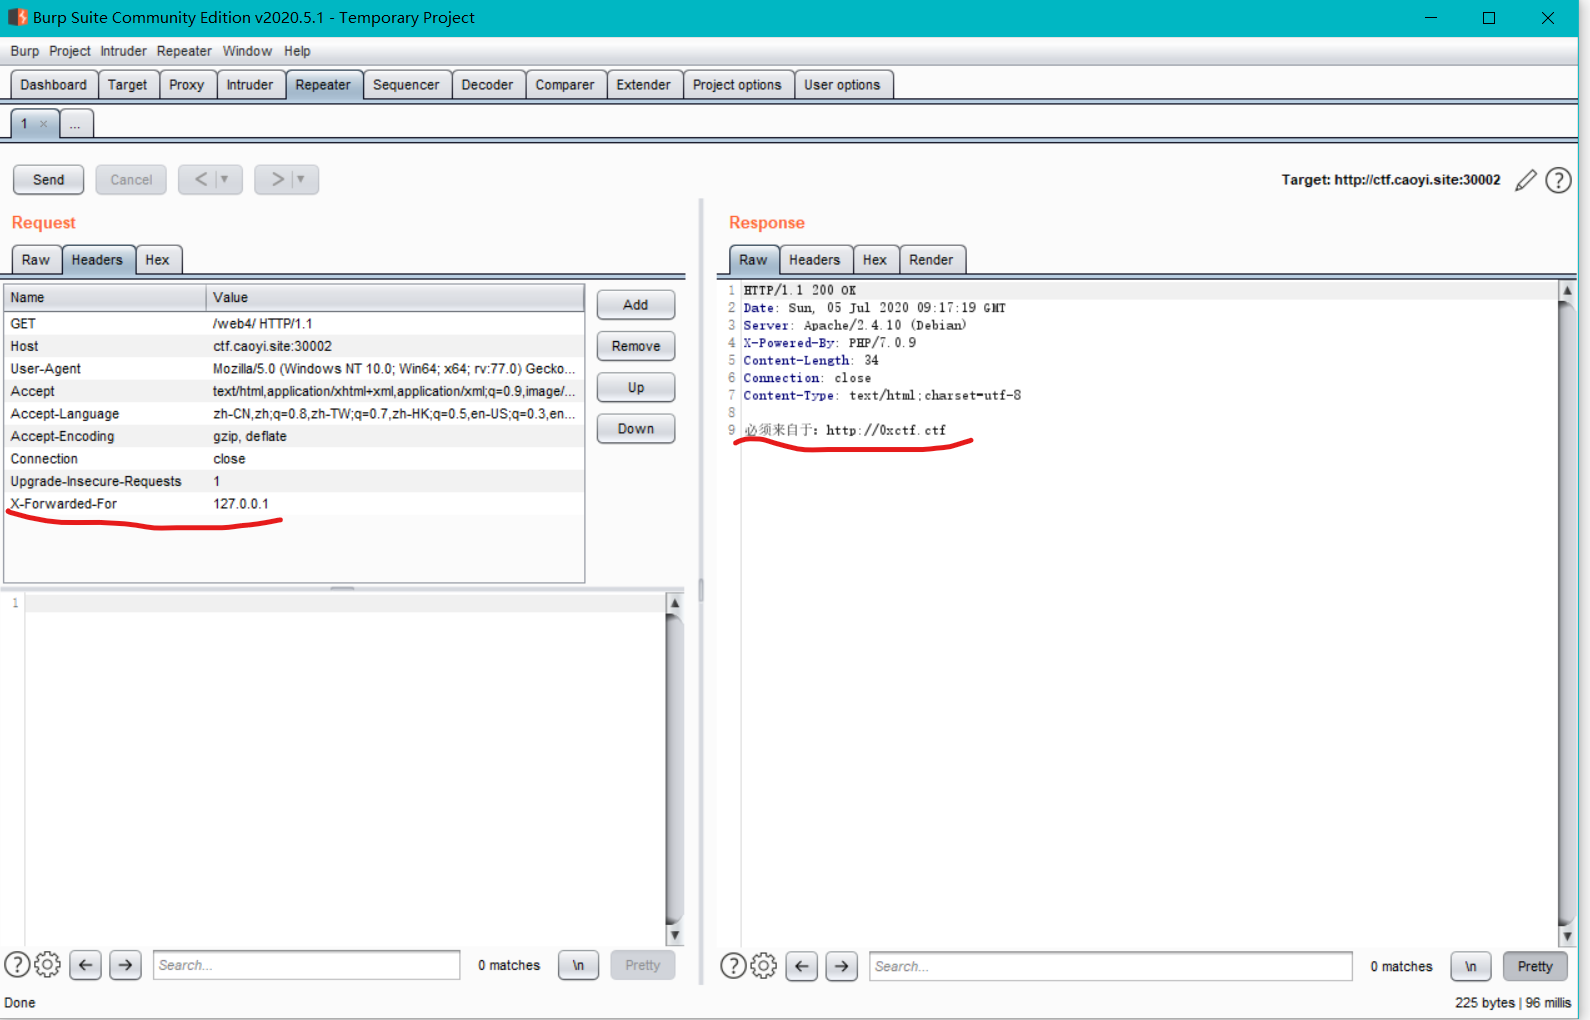 Burp Suite Community Edition v2020.5.1 - Temporary Project
Burp Project Intruder Repeater Window Help
Dashboard Target Proxy Intruder Repeater Sequencer Decoder Comparer Extender Project options User options
1 × ...
Send Cancel < > Target: http://ctf.caoyi.site:30002 ?
Request
Raw Headers Hex
Name Value
GET /web4/ HTTP/1.1
Host ctf.caoyi.site:30002
User-Agent Mozilla/5.0 (Windows NT 10.0; Win64; x64; rv:77.0) Gecko...
Accept text/html,application/xhtml+xml,application/xml;q=0.9,image/...
Accept-Language zh-CN,zh;q=0.8,zh-TW;q=0.7,zh-HK;q=0.5,en-US;q=0.3,en...
Accept-Encoding gzip, deflate
Connection close
Upgrade-Insecure-Requests 1
X-Forwarded-For 127.0.0.1
Add
Remove
Up
Down
1
? Search... 0 matches \n Pretty
Response
Raw Headers Hex Render
1 HTTP/1.1 200 OK
2 Date: Sun, 05 Jul 2020 09:17:19 GMT
3 Server: Apache/2.4.10 (Debian)
4 X-Powered-By: PHP/7.0.9
5 Content-Length: 34
6 Connection: close
7 Content-Type: text/html;charset=utf-8
8
9 必须来自于：http://0xctf.ctf
? Search... 0 matches \n Pretty
Done 225 bytes | 96 millis